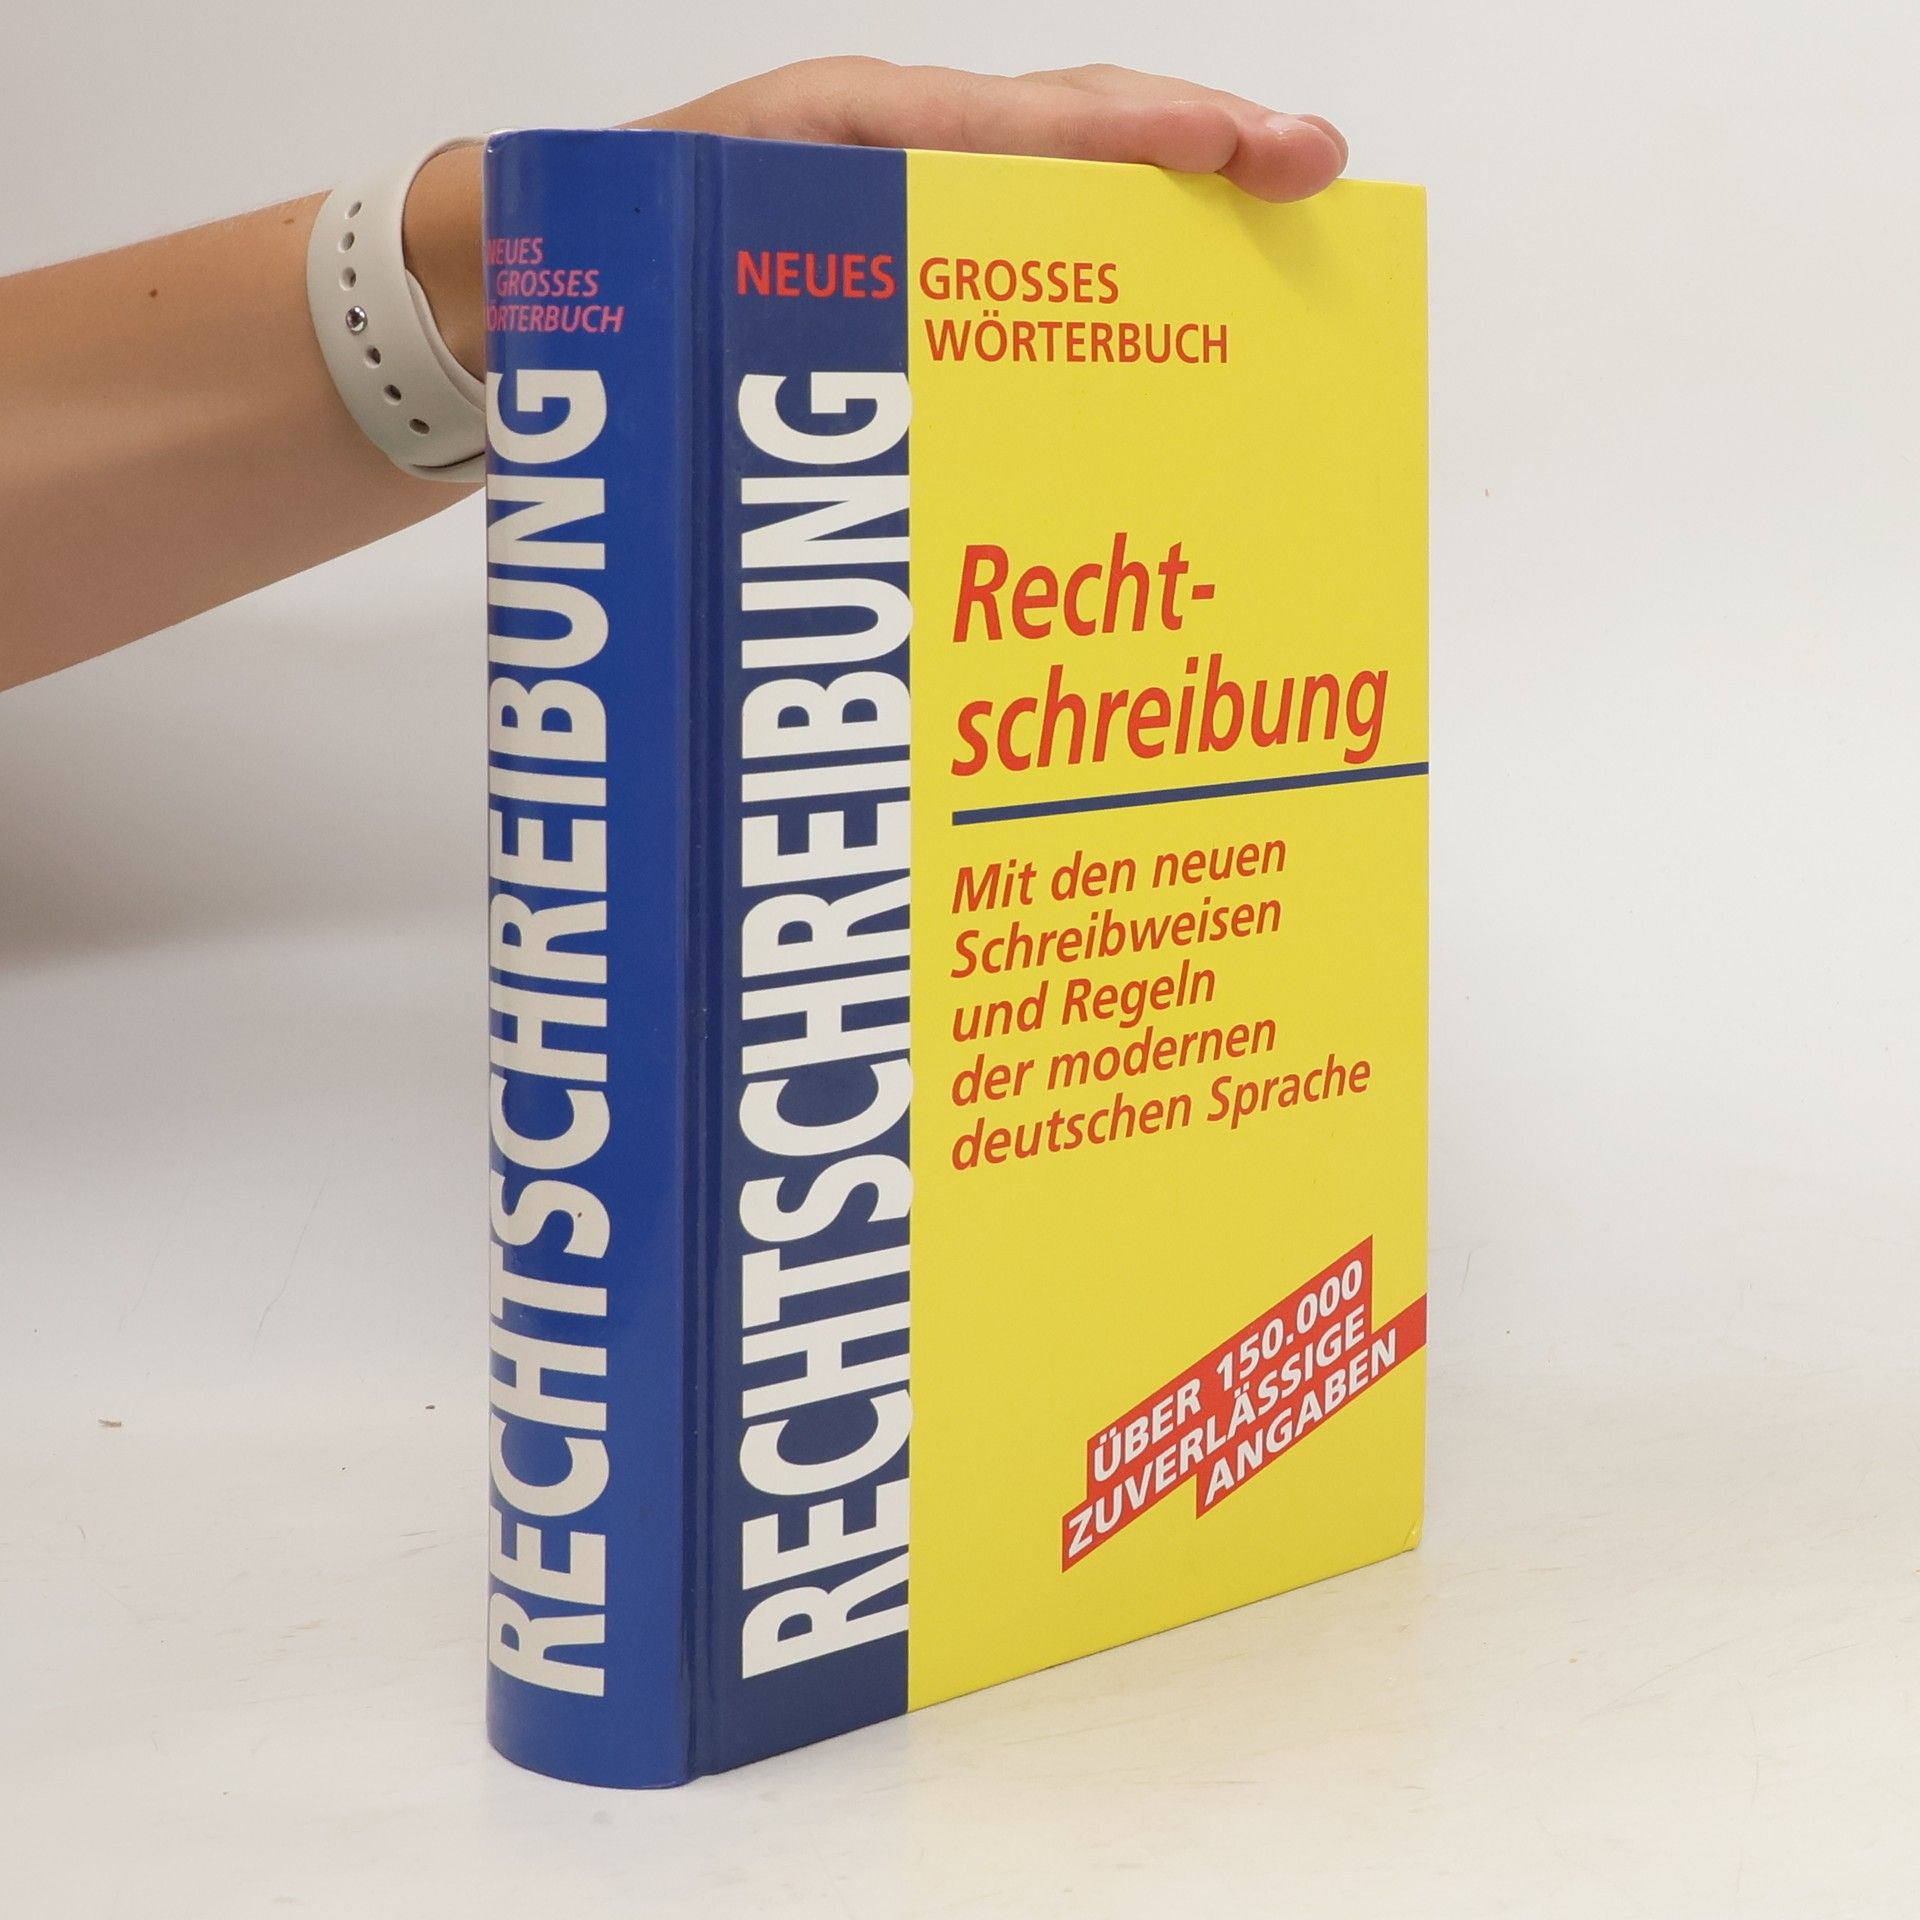 NEUES
GROSSES
WÖRTERBUCH
RECHTSCHREIBUNG
NEUES GROSSES
WÖRTERBUCH
RECHTSCHREIBUNG
Recht-
schreibung
Mit den neuen
Schreibweisen
und Regeln
der modernen
deutschen Sprache
ÜBER 150.000
ZUVERLÄSSIGE
ANGABEN